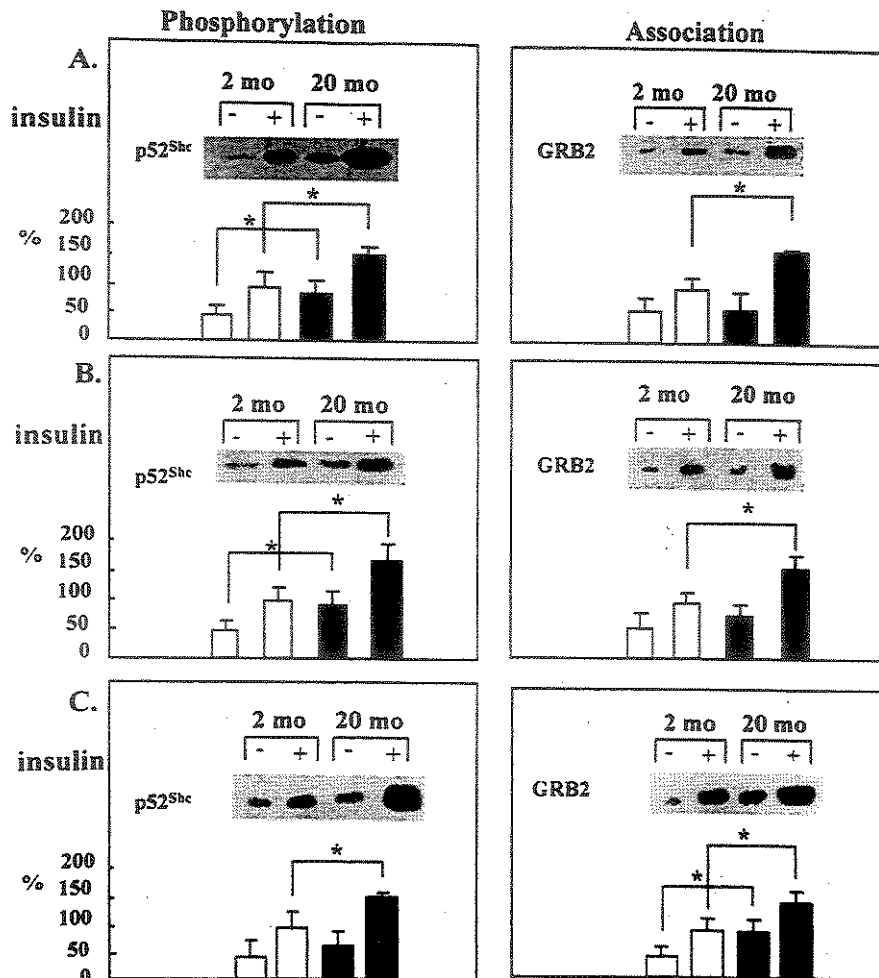 Phosphorylation
Association
A.
2 mo 20 mo
insulin - + - +
p52Shc
*
*
%
200
150
100
50
0
2 mo 20 mo
- + - +
GRB2
*
B.
2 mo 20 mo
insulin - + - +
p52Shc
*
*
%
200
150
100
50
0
2 mo 20 mo
- + - +
GRB2
*
C.
2 mo 20 mo
insulin - + - +
p52Shc
*
%
200
150
100
50
0
2 mo 20 mo
- + - +
GRB2
*
*